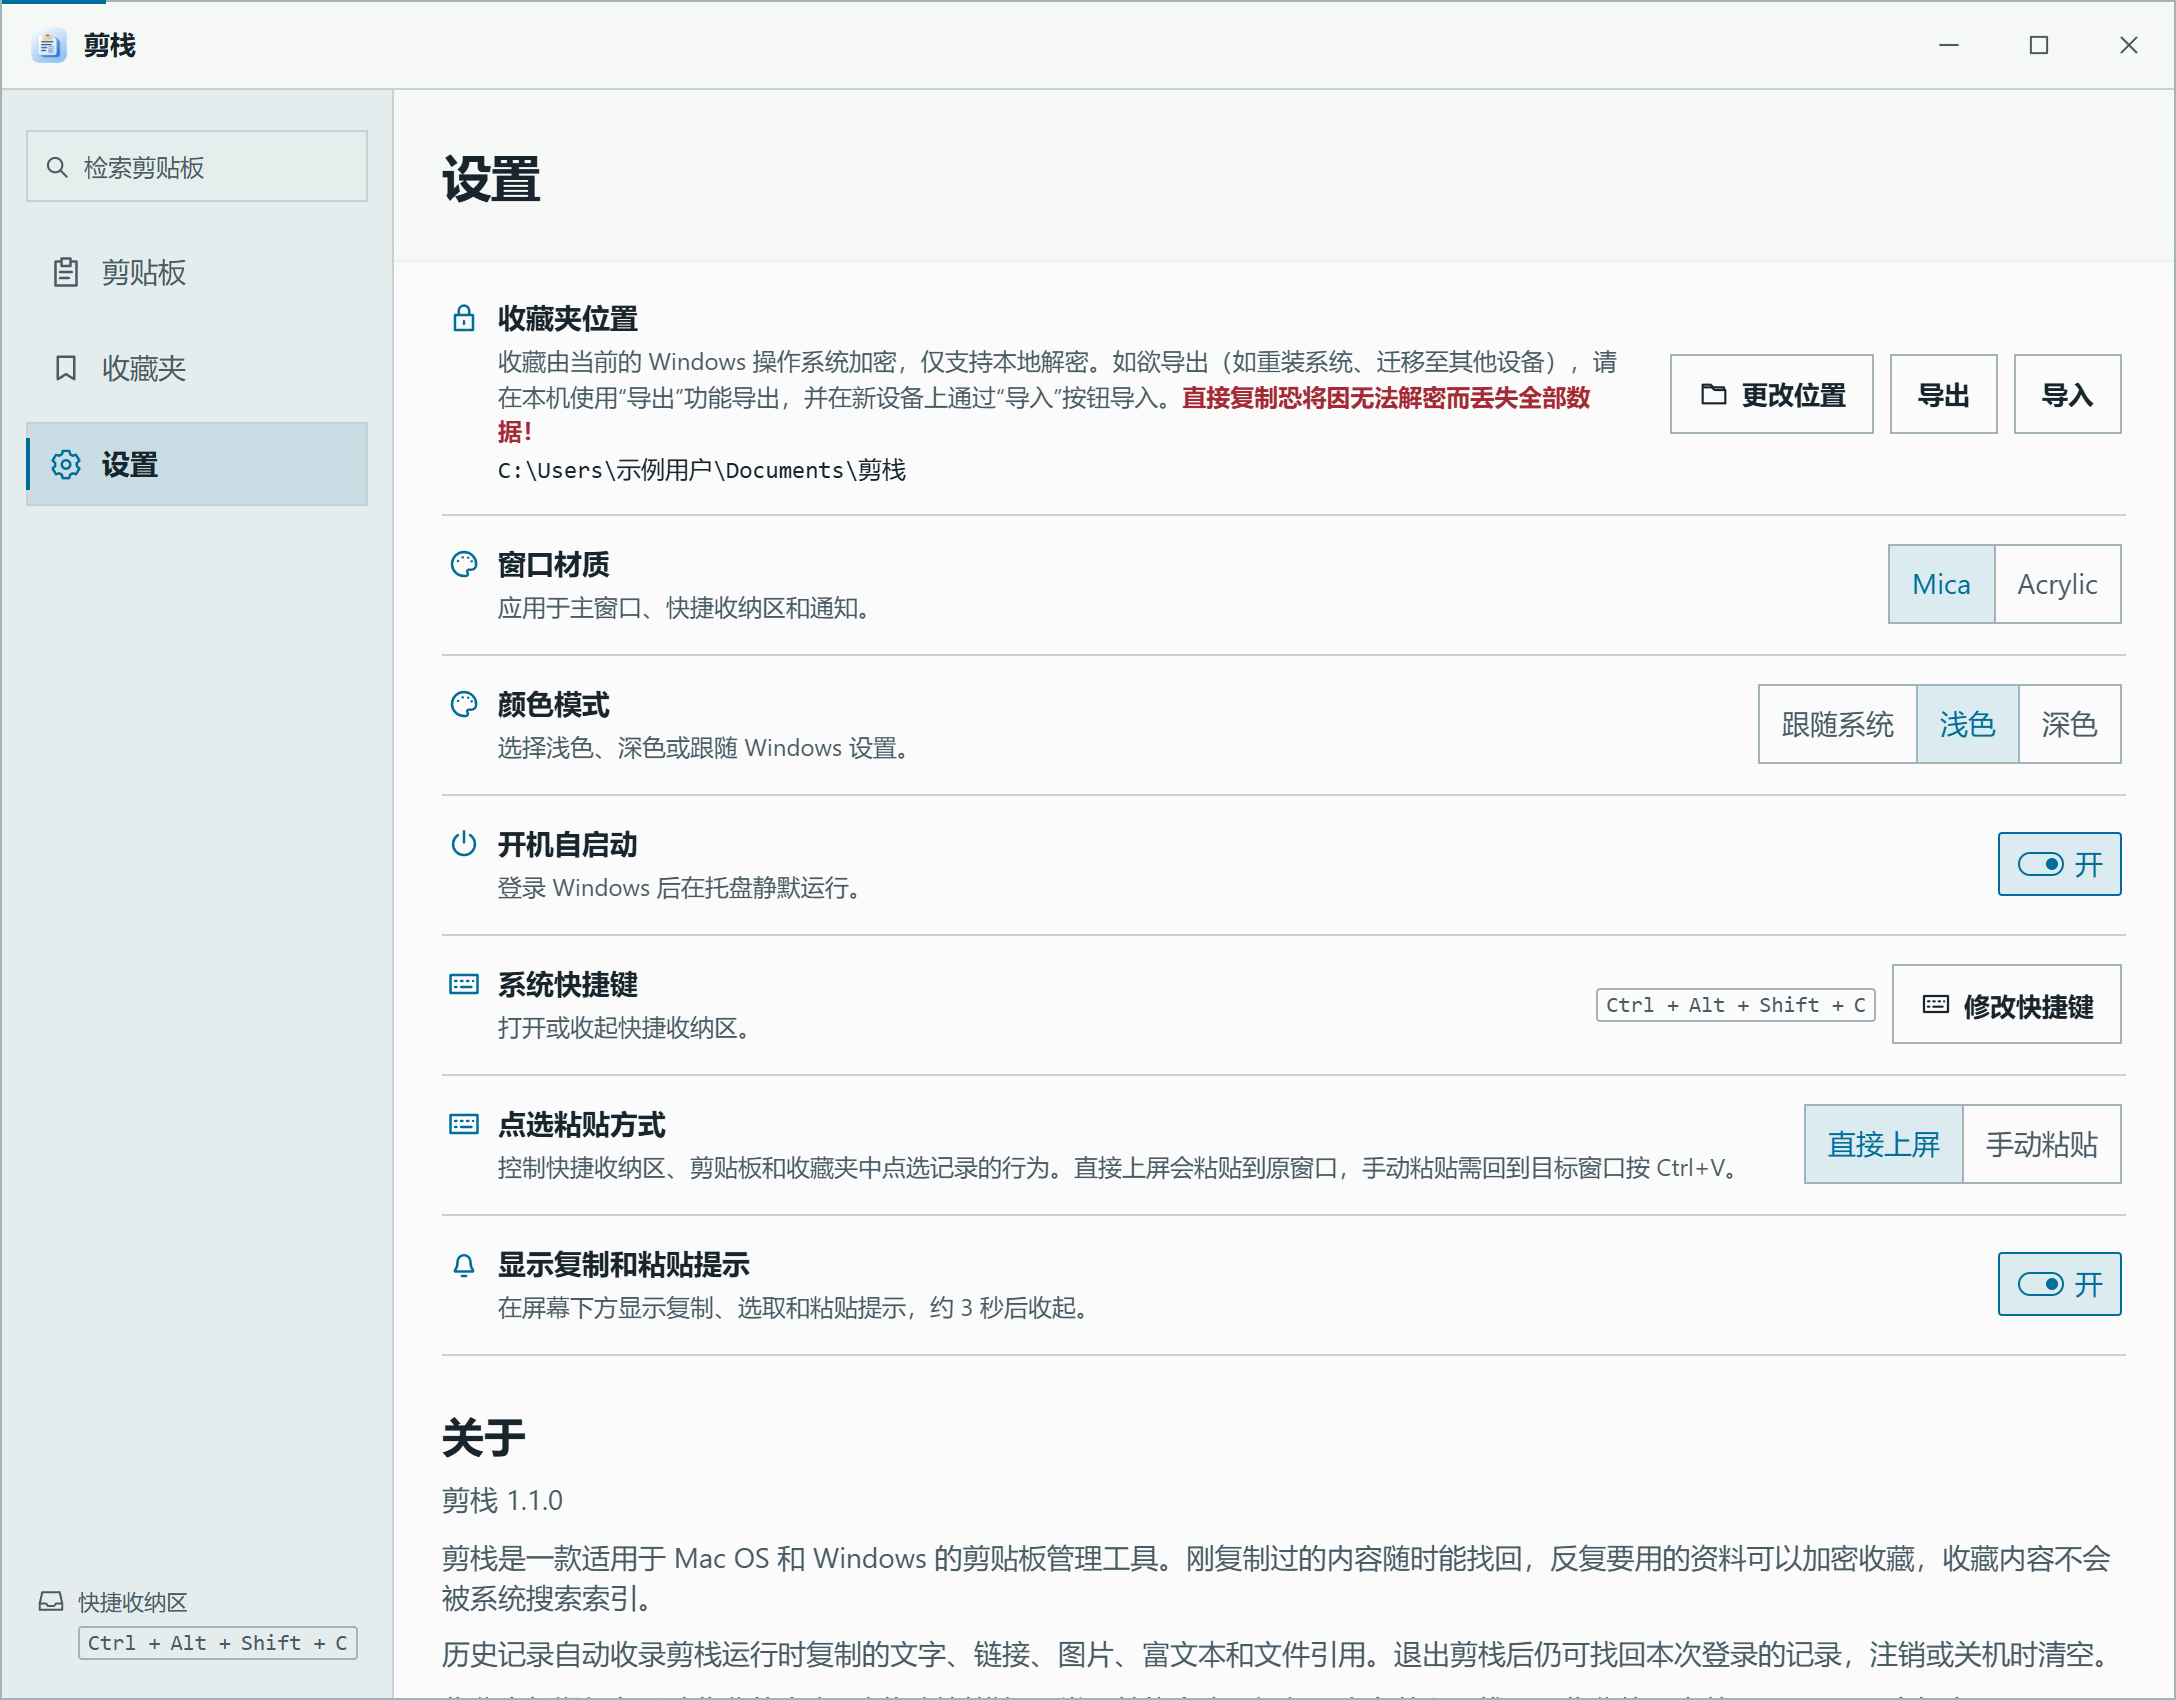 剪栈
检索剪贴板
剪贴板
收藏夹
设置
快捷收纳区
Ctrl + Alt + Shift + C
设置
收藏夹位置
收藏由当前的 Windows 操作系统加密，仅支持本地解密。如欲导出（如重装系统、迁移至其他设备），请
在本机使用“导出”功能导出，并在新设备上通过“导入”按钮导入。直接复制恐将因无法解密而丢失全部数
据！
C:\Users\示例用户\Documents\剪栈
更改位置
导出
导入
窗口材质
应用于主窗口、快捷收纳区和通知。
Mica
Acrylic
颜色模式
选择浅色、深色或跟随 Windows 设置。
跟随系统
浅色
深色
开机自启动
登录 Windows 后在托盘静默运行。
开
系统快捷键
打开或收起快捷收纳区。
Ctrl + Alt + Shift + C
修改快捷键
点选粘贴方式
控制快捷收纳区、剪贴板和收藏夹中点选记录的行为。直接上屏会粘贴到原窗口，手动粘贴需回到目标窗口按 Ctrl+V。
直接上屏
手动粘贴
显示复制和粘贴提示
在屏幕下方显示复制、选取和粘贴提示，约 3 秒后收起。
开
关于
剪栈 1.1.0
剪栈是一款适用于 Mac OS 和 Windows 的剪贴板管理工具。刚复制过的内容随时能找回，反复要用的资料可以加密收藏，收藏内容不会
被系统搜索索引。
历史记录自动收录剪栈运行时复制的文字、链接、图片、富文本和文件引用。退出剪栈后仍可找回本次登录的记录，注销或关机时清空。